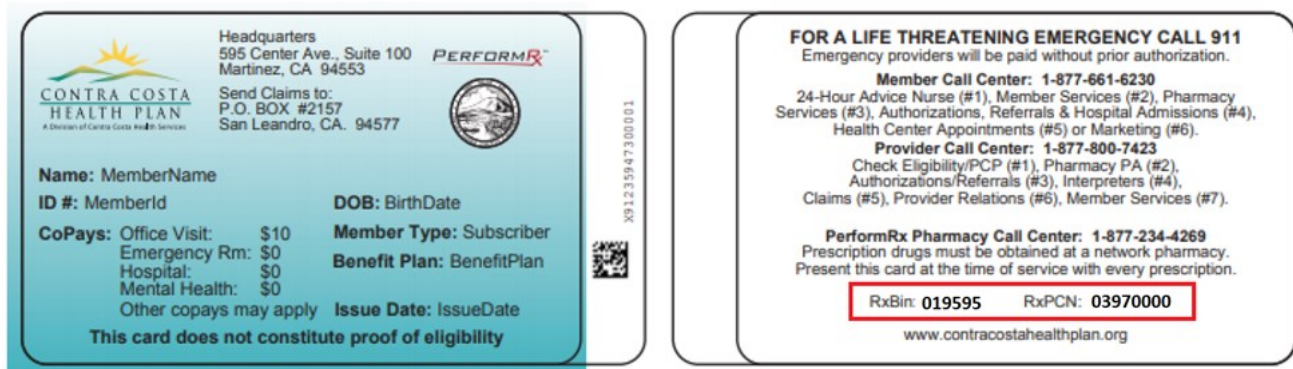 CONTRA COSTA
HEALTH PLAN
A Division of Contra Costa Health Services
Headquarters
595 Center Ave., Suite 100
Martinez, CA 94553
Send Claims to:
P.O. BOX #2157
San Leandro, CA. 94577
PERFORMRx
Name: MemberName
ID #: MemberId
DOB: BirthDate
CoPays: Office Visit: $10
Emergency Rm: $0
Hospital: $0
Mental Health: $0
Other copays may apply
Member Type: Subscriber
Benefit Plan: BenefitPlan
Issue Date: IssueDate
This card does not constitute proof of eligibility
X91235947300001
FOR A LIFE THREATENING EMERGENCY CALL 911
Emergency providers will be paid without prior authorization.
Member Call Center: 1-877-661-6230
24-Hour Advice Nurse (#1), Member Services (#2), Pharmacy
Services (#3), Authorizations, Referrals & Hospital Admissions (#4),
Health Center Appointments (#5) or Marketing (#6).
Provider Call Center: 1-877-800-7423
Check Eligibility/PCP (#1), Pharmacy PA (#2),
Authorizations/Referrals (#3), Interpreters (#4),
Claims (#5), Provider Relations (#6), Member Services (#7).
PerformRx Pharmacy Call Center: 1-877-234-4269
Prescription drugs must be obtained at a network pharmacy.
Present this card at the time of service with every prescription.
RxBin: 019595 RxPCN: 03970000
www.contracostahealthplan.org